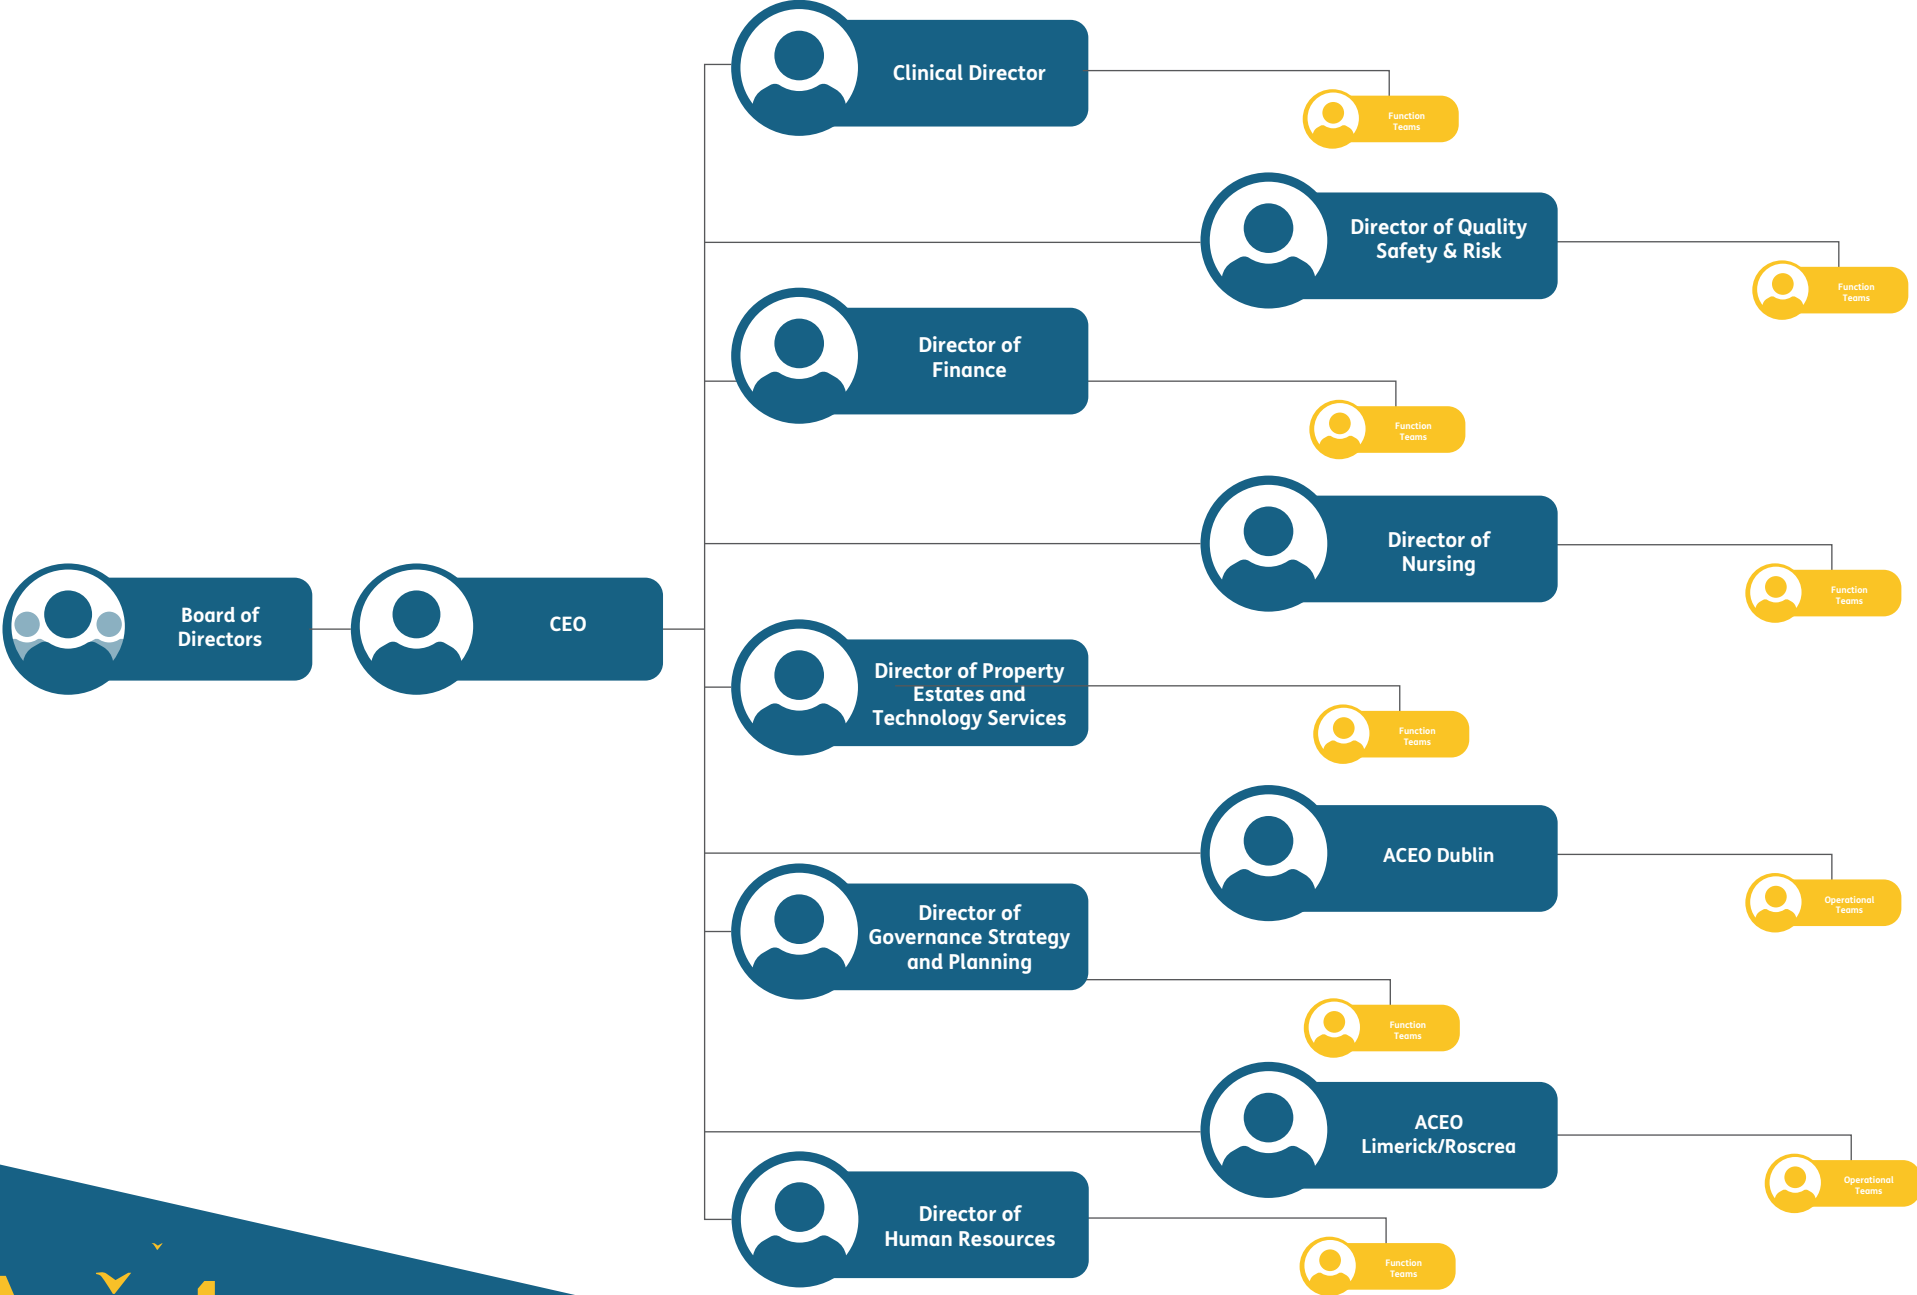 Clinical Director
Function
Teams
Director of Quality
Safety & Risk
Function
Teams
Director of
Finance
Function
Teams
Director of
Nursing
Function
Teams
Board of
Directors
CEO
Director of Property
Estates and
Technology Services
Function
Teams
ACEO Dublin
Operational
Teams
Director of
Governance Strategy
and Planning
Function
Teams
ACEO
Limerick/Roscrea
Operational
Teams
Director of
Human Resources
Function
Teams